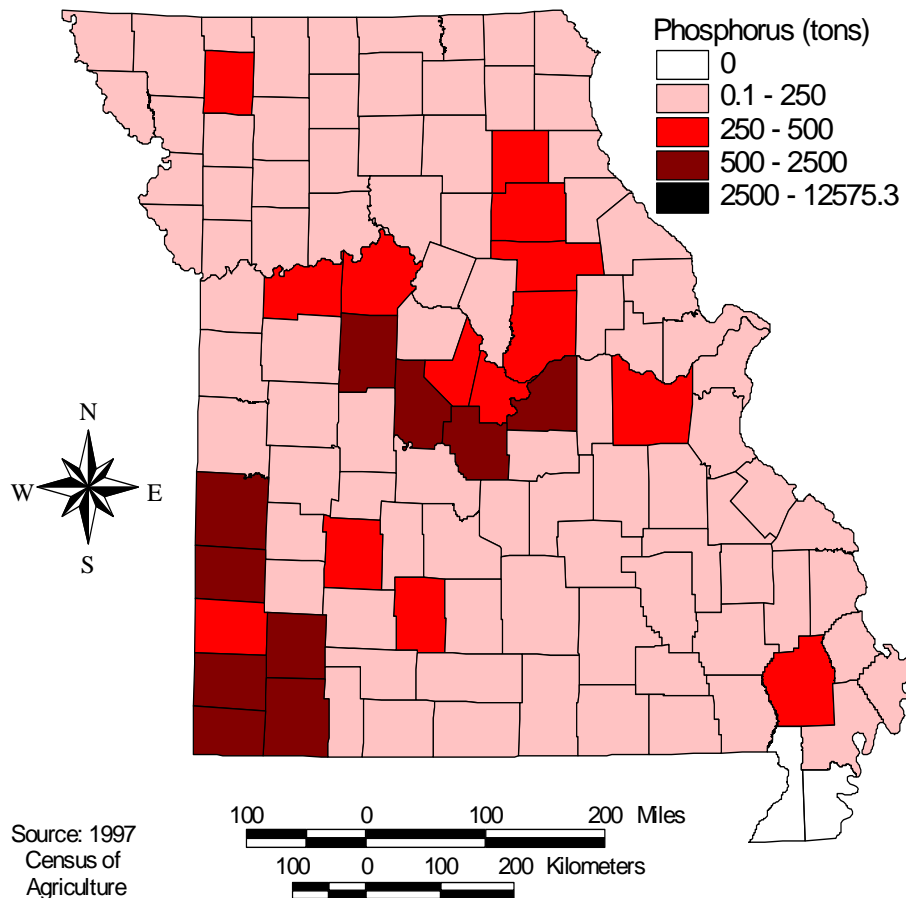 Phosphorus (tons)
0
0.1 - 250
250 - 500
500 - 2500
2500 - 12575.3
N
W E
S
100 0 100 200 Miles
100 0 100 200 Kilometers
Source: 1997
Census of
Agriculture